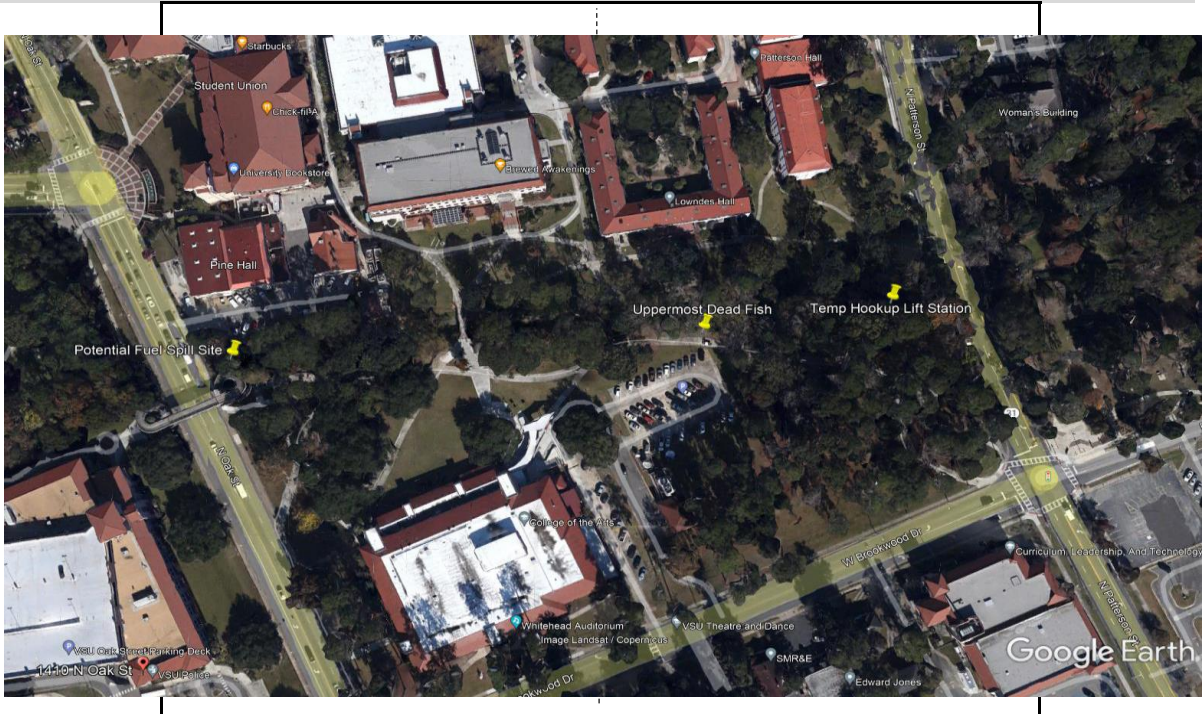 N Oak St
Starbucks
Patterson Hall
Student Union
N Patterson St
Chick-fil-A
Woman's Building
University Bookstore
Brewed Awakenings
Lowndes Hall
Pine Hall
Uppermost Dead Fish
Temp Hookup Lift Station
Potential Fuel Spill Site
N Oak St
College of the Arts
W Brookwood Dr
Curriculum, Leadership, And Technology
N Patterson St
Whitehead Auditorium
VSU Theatre and Dance
Image Landsat / Copernicus
VSU Oak Street Parking Deck
Google Earth
1410 N Oak St
VSU Police
SMR&E
Edward Jones